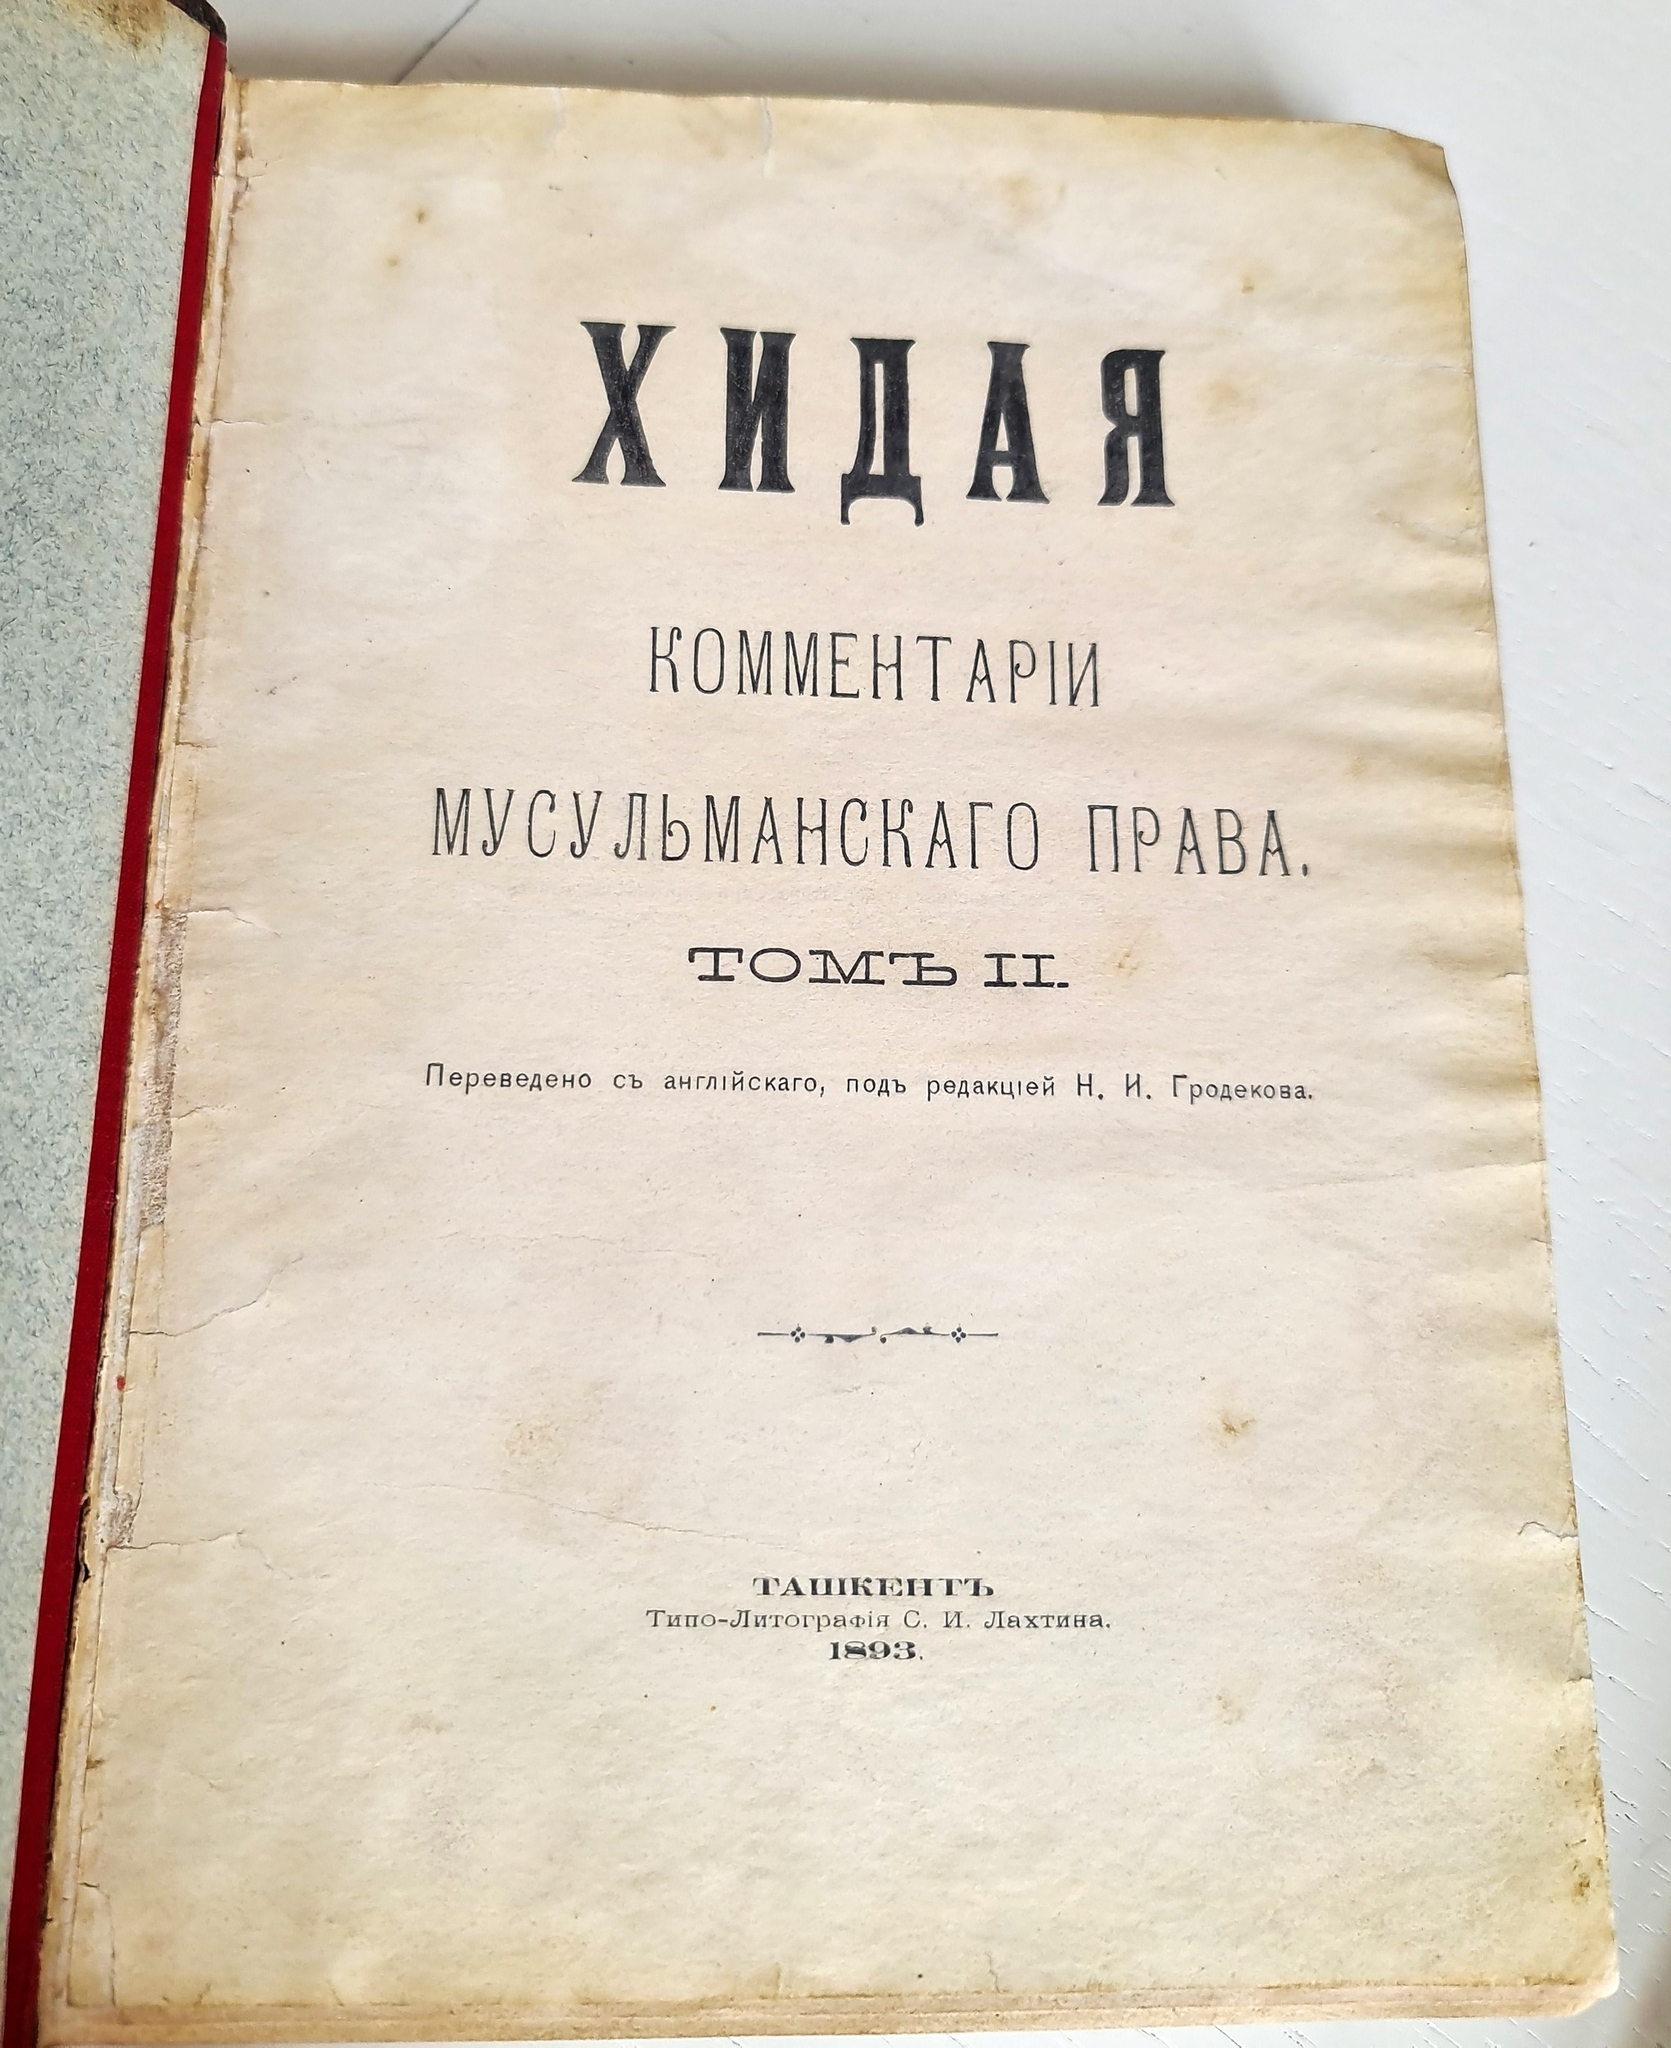 ХИДАЯ
КОММЕНТАРІИ
МУСУЛЬМАНСКАГО ПРАВА.
ТОМЪ II.
Переведено съ англійскаго, подъ редакціей Н. И. Гродекова.
ТАШКЕНТЪ
Типо-Литографія С. И. Лахтина.
1893.